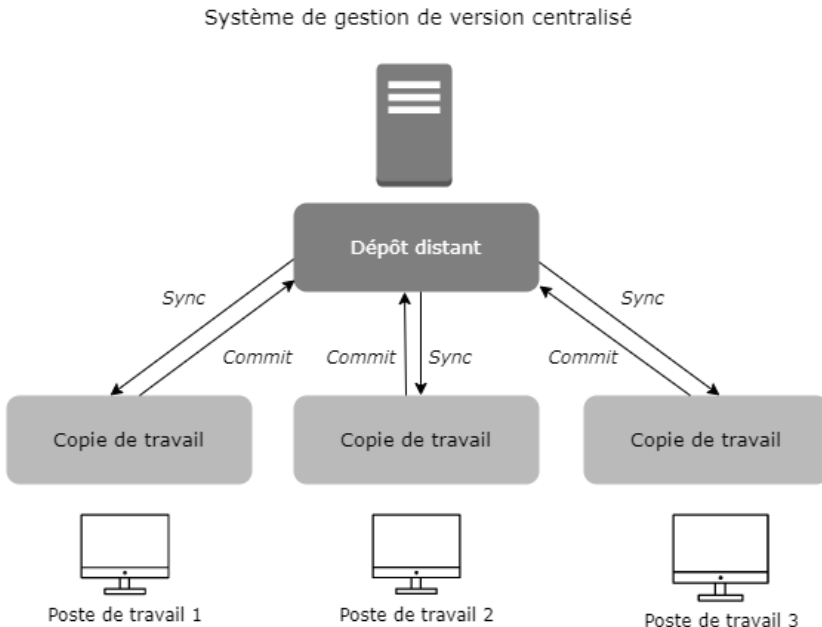 Système de gestion de version centralisé
Dépôt distant
Sync
Commit
Commit
Sync
Sync
Commit
Copie de travail
Copie de travail
Copie de travail
Poste de travail 1
Poste de travail 2
Poste de travail 3